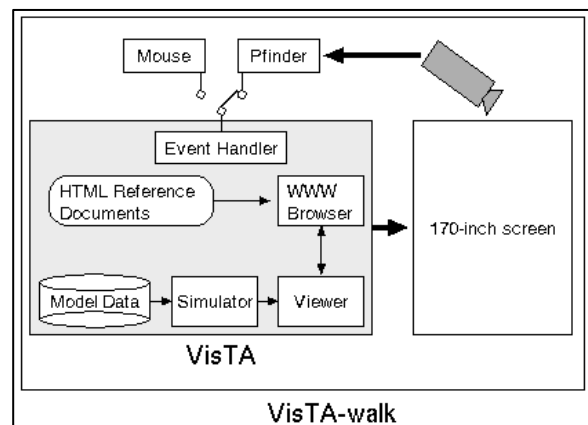 Mouse
Pfinder
Event Handler
HTML Reference
Documents
WWW
Browser
170-inch screen
Model Data
Simulator
Viewer
VisTA
VisTA-walk